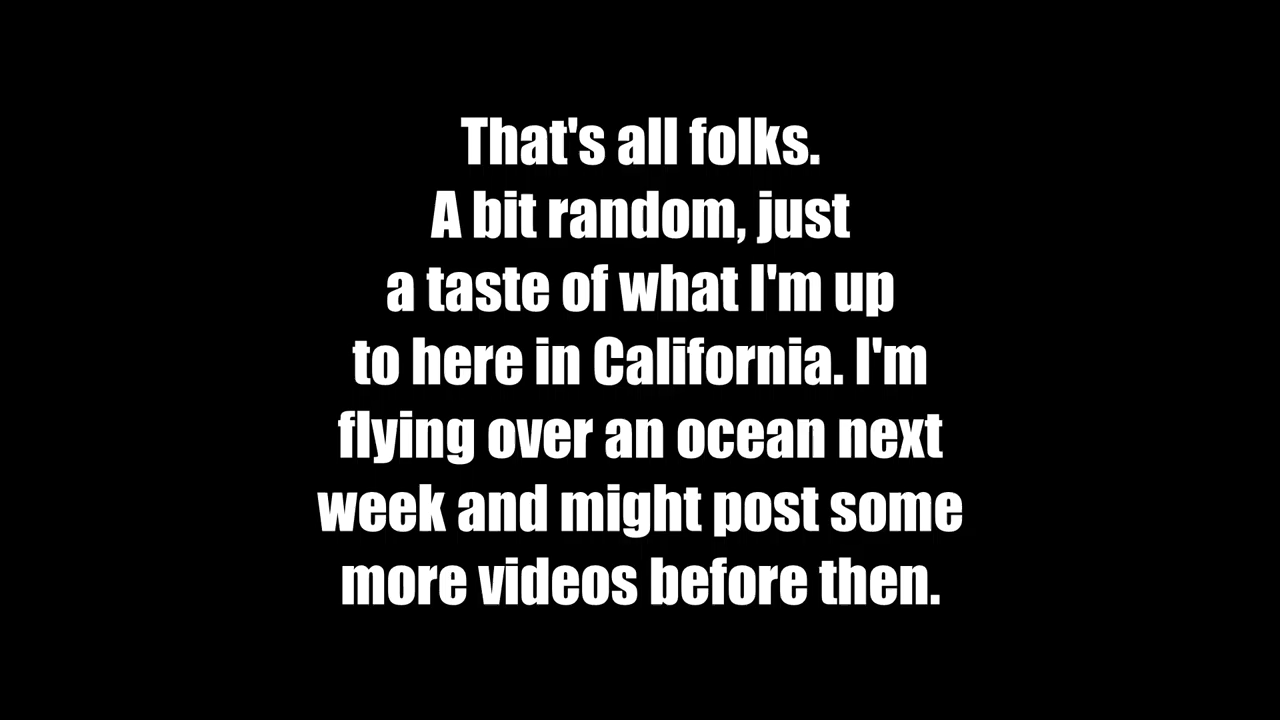 That's all folks.
A bit random, just
a taste of what I'm up
to here in California. I'm
flying over an ocean next
week and might post some
more videos before then.